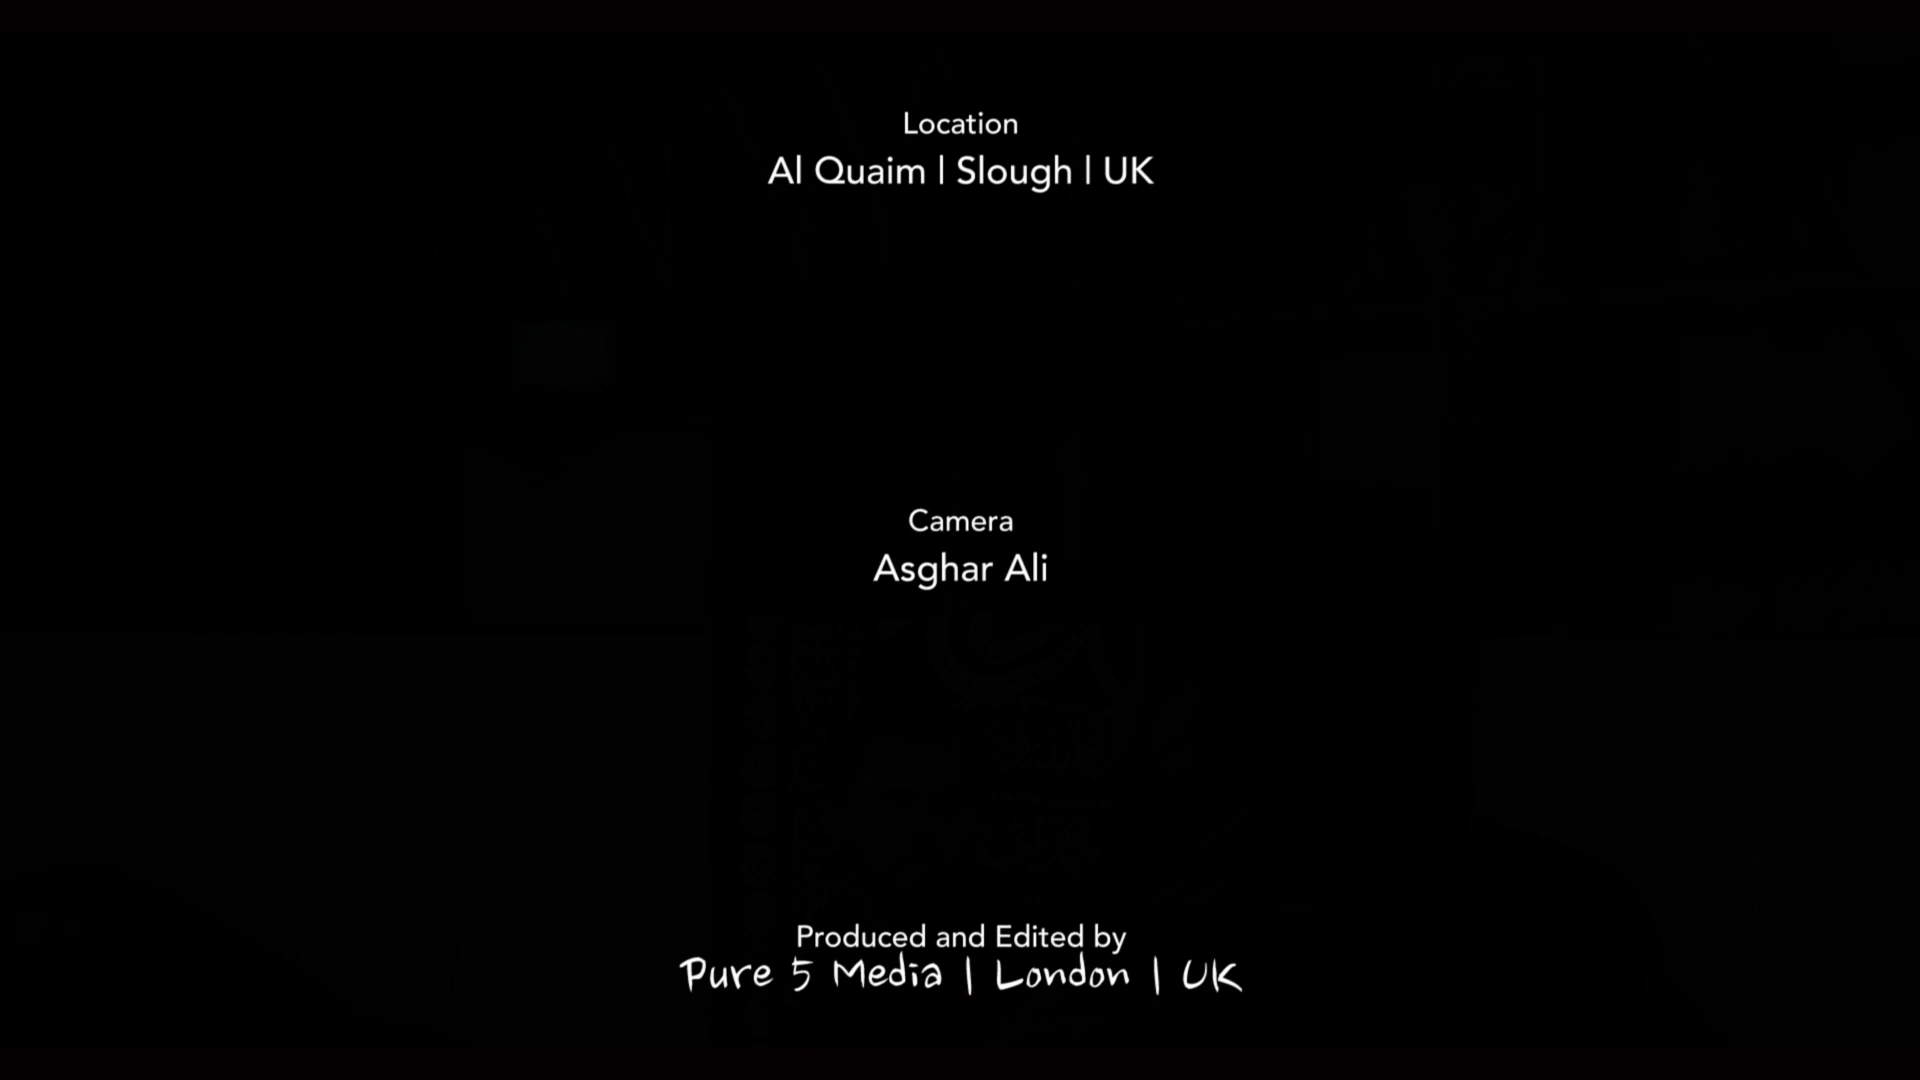 Location
Al Quaim | Slough | UK
Camera
Asghar Ali
Produced and Edited by
Pure 5 Media | London | UK